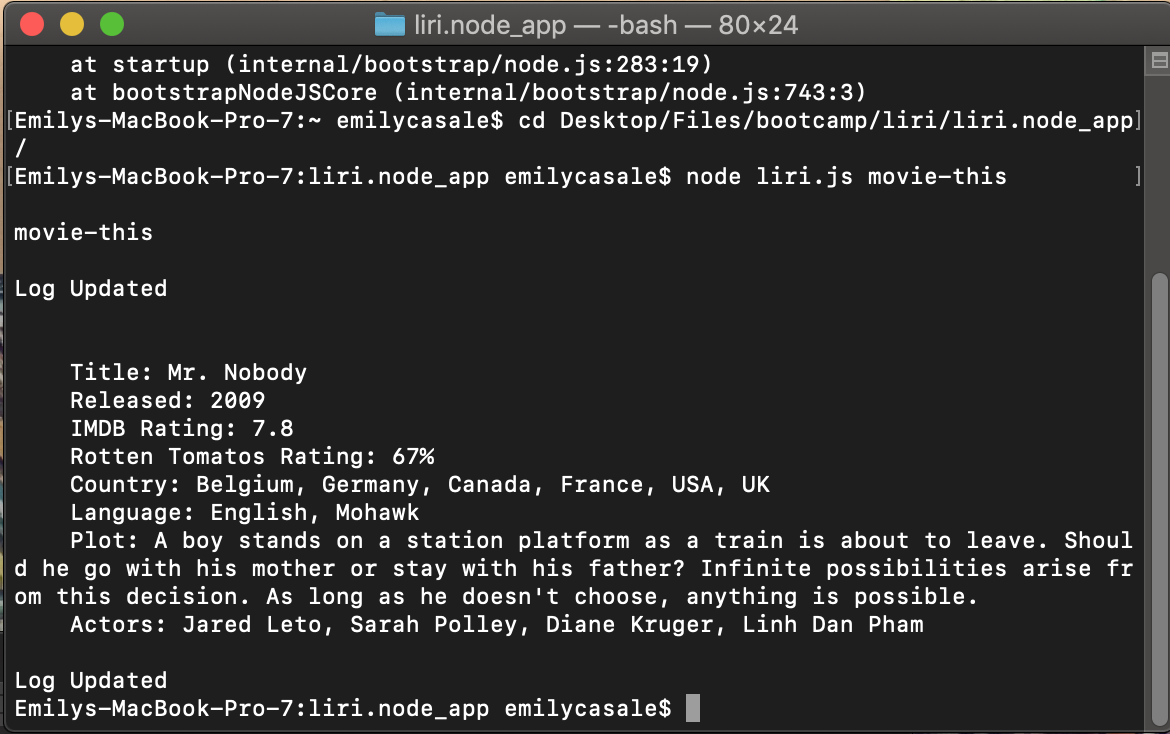 liri.node_app — -bash — 80×24
    at startup (internal/bootstrap/node.js:283:19)
    at bootstrapNodeJSCore (internal/bootstrap/node.js:743:3)
[Emilys-MacBook-Pro-7:~ emilycasale$ cd Desktop/Files/bootcamp/liri/liri.node_app]
/
[Emilys-MacBook-Pro-7:liri.node_app emilycasale$ node liri.js movie-this ]
movie-this
Log Updated
    Title: Mr. Nobody
    Released: 2009
    IMDB Rating: 7.8
    Rotten Tomatos Rating: 67%
    Country: Belgium, Germany, Canada, France, USA, UK
    Language: English, Mohawk
    Plot: A boy stands on a station platform as a train is about to leave. Shoul
d he go with his mother or stay with his father? Infinite possibilities arise fr
om this decision. As long as he doesn't choose, anything is possible.
    Actors: Jared Leto, Sarah Polley, Diane Kruger, Linh Dan Pham
Log Updated
Emilys-MacBook-Pro-7:liri.node_app emilycasale$